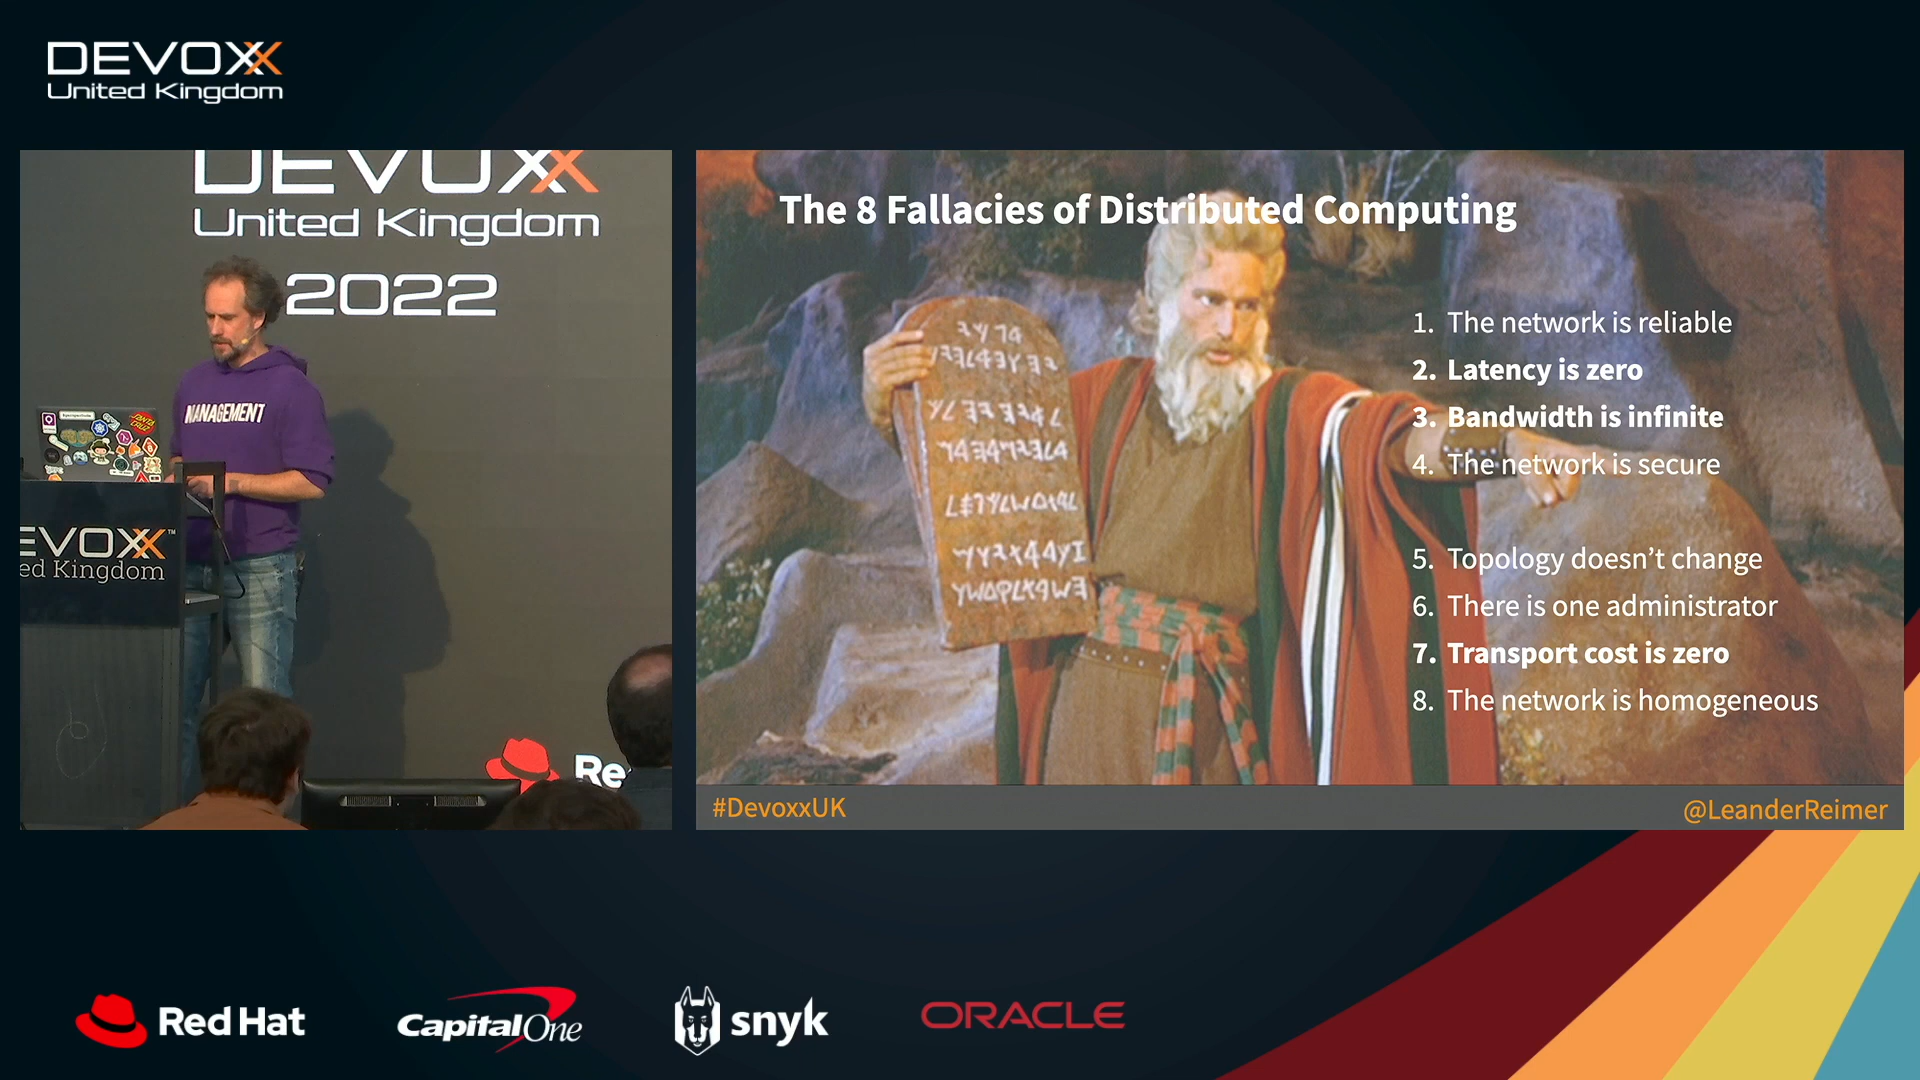 DEVOXX
United Kingdom
DEVOXX
United Kingdom
2022
MANAGEMENT
EVOXX™
ed Kingdom
Re
The 8 Fallacies of Distributed Computing
1. The network is reliable
2. Latency is zero
3. Bandwidth is infinite
4. The network is secure
5. Topology doesn’t change
6. There is one administrator
7. Transport cost is zero
8. The network is homogeneous
#DevoxxUK
@LeanderReimer
Red Hat
CapitalOne
snyk
ORACLE